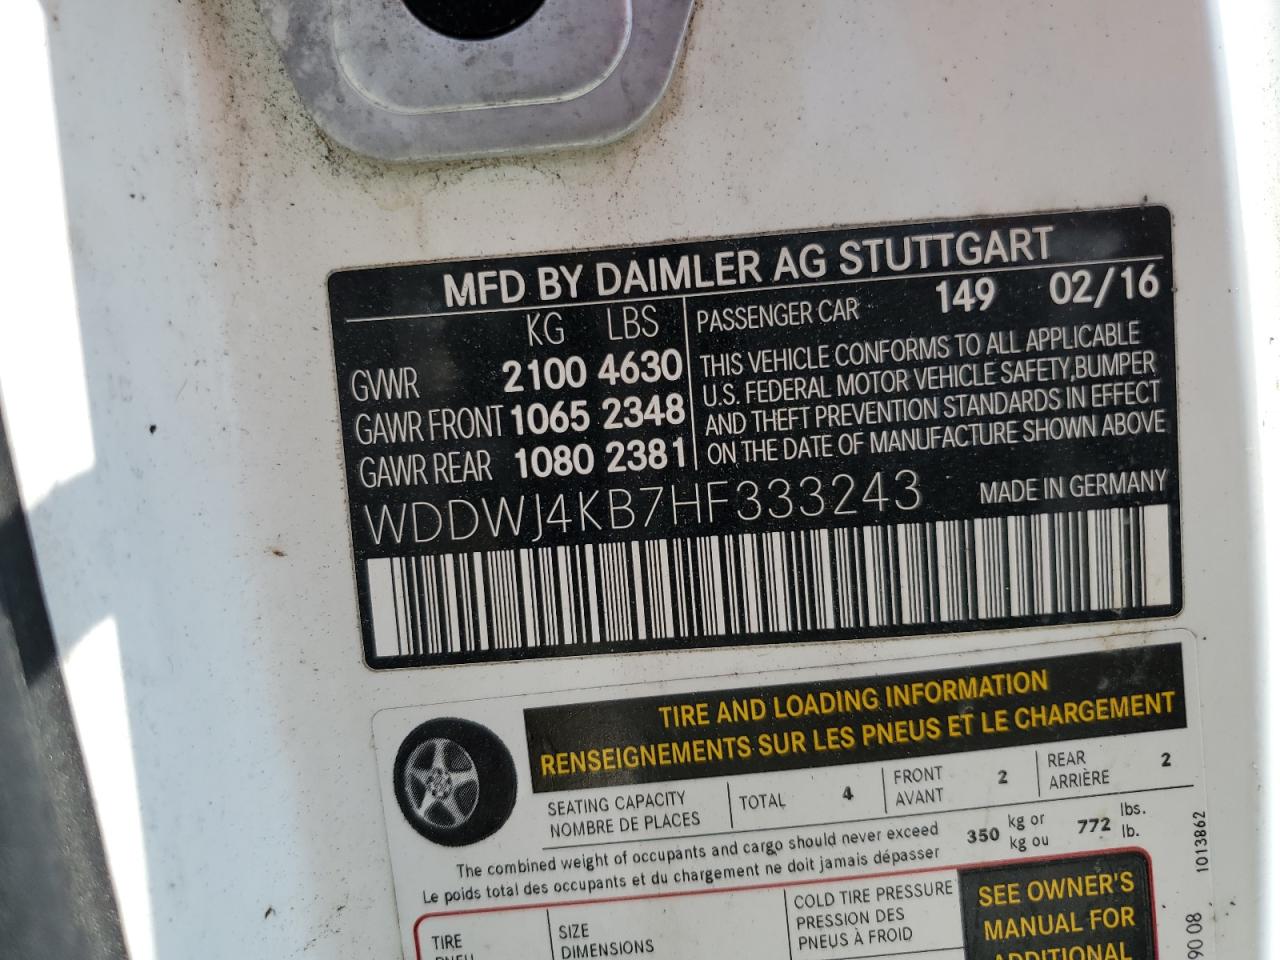 MFD BY DAIMLER AG STUTTGART
KG LBS
GVWR 2100 4630
GAWR FRONT 1065 2348
GAWR REAR 1080 2381
PASSENGER CAR 149 02/16
THIS VEHICLE CONFORMS TO ALL APPLICABLE
U.S. FEDERAL MOTOR VEHICLE SAFETY,BUMPER
AND THEFT PREVENTION STANDARDS IN EFFECT
ON THE DATE OF MANUFACTURE SHOWN ABOVE
WDDWJ4KB7HF333243 MADE IN GERMANY
TIRE AND LOADING INFORMATION
RENSEIGNEMENTS SUR LES PNEUS ET LE CHARGEMENT
SEATING CAPACITY
NOMBRE DE PLACES
TOTAL 4
FRONT
AVANT
2
REAR
ARRIÈRE
2
The combined weight of occupants and cargo should never exceed
Le poids total des occupants et du chargement ne doit jamais dépasser
350 kg or
kg ou
772 lbs.
lb.
TIRE
PNEU
SIZE
DIMENSIONS
COLD TIRE PRESSURE
PRESSION DES
PNEUS À FROID
SEE OWNER'S
MANUAL FOR
ADDITIONAL
1013862
90 08